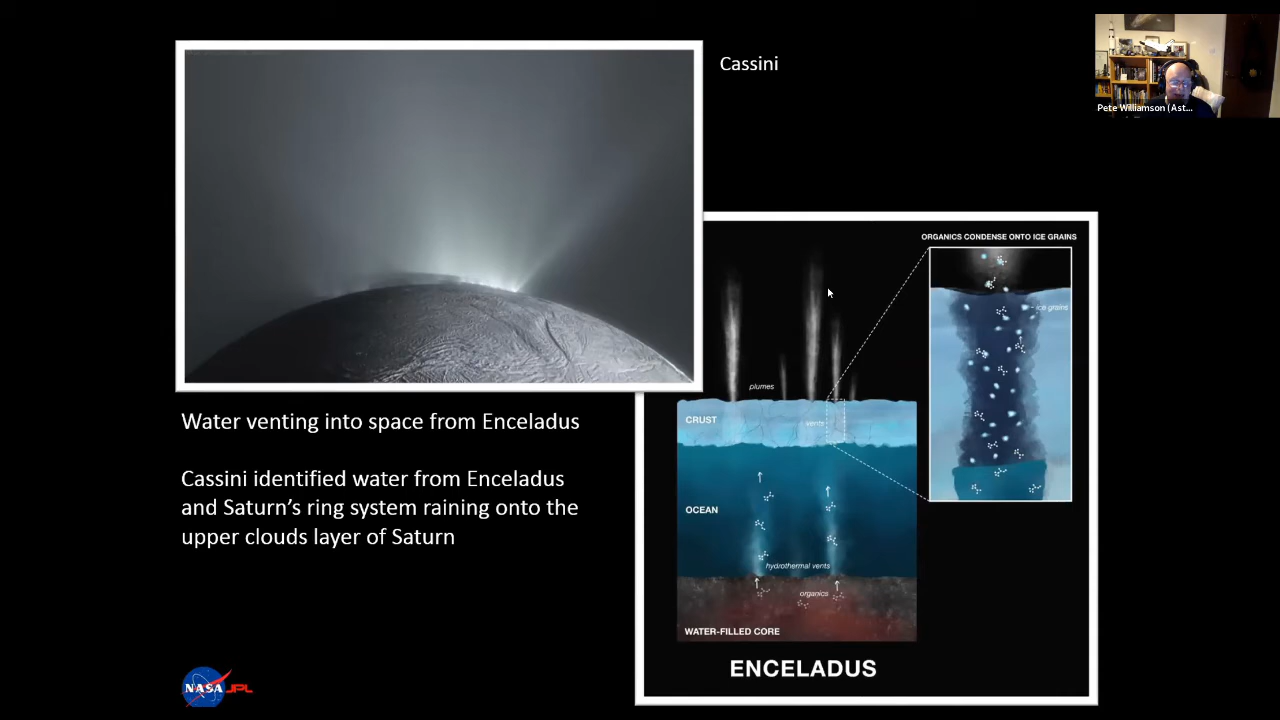 Cassini
Pete Williamson (Ast...
ORGANICS CONDENSE ONTO ICE GRAINS
ice grains
plumes
CRUST
vents
OCEAN
hydrothermal vents
organics
WATER-FILLED CORE
ENCELADUS
Water venting into space from Enceladus
Cassini identified water from Enceladus
and Saturn's ring system raining onto the
upper clouds layer of Saturn
NASA JPL